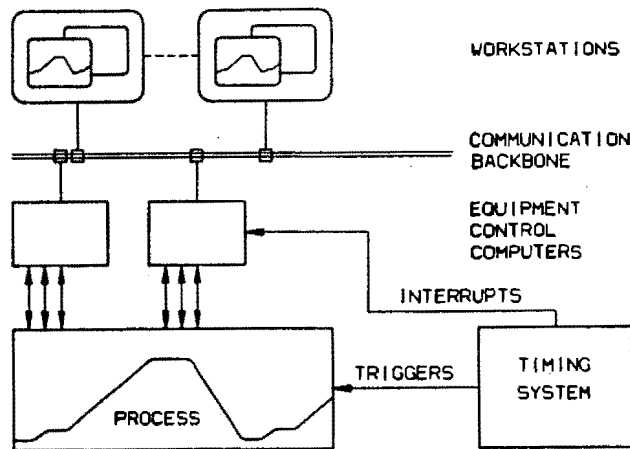 WORKSTATIONS
COMMUNICATION
BACKBONE
EQUIPMENT
CONTROL
COMPUTERS
INTERRUPTS
TRIGGERS
TIMING
SYSTEM
PROCESS